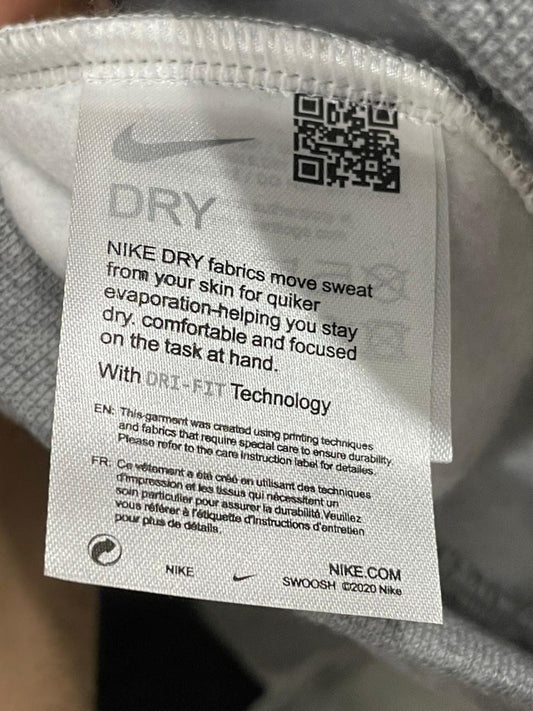 DRY
NIKE DRY fabrics move sweat
from your skin for quiker
evaporation-helping you stay
dry. comfortable and focused
on the task at hand.
With DRI-FIT Technology
EN: This garment was created using printing techniques
and fabrics that require special care to ensure durability.
Please refer to the care instruction label for detailes.
FR: Ce vêtement a été créé en utilisant des techniques
d'impression et les tissus qui nécessitent un
soin particulier pour assurer la durabilité.Veuillez
vous référer à l'étiquette d'instructions d'entretien
pour plus de détails.
NIKE
NIKE.COM
SWOOSH ©2020 Nike